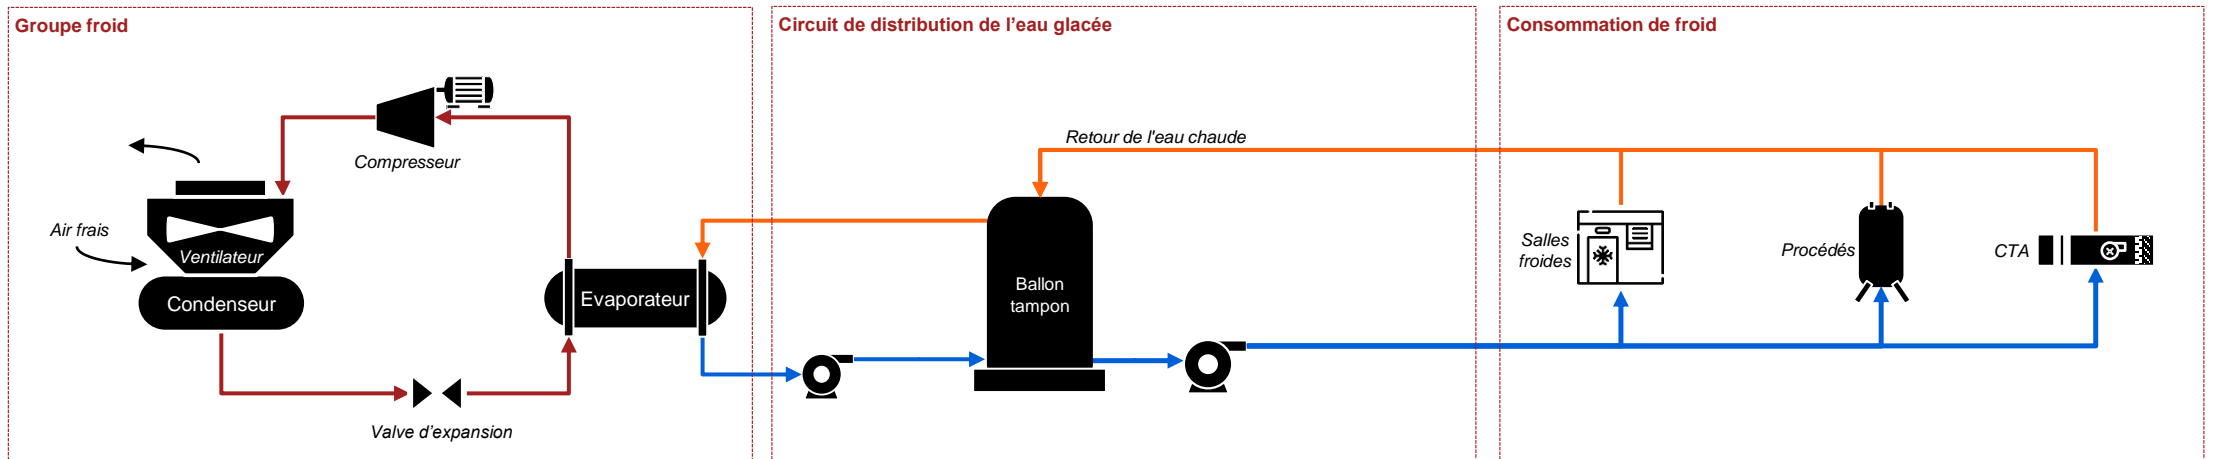 Groupe froid
Circuit de distribution de l’eau glacée
Consommation de froid
Compresseur
Retour de l'eau chaude
Air frais
Ventilateur
Condenseur
Evaporateur
Ballon
tampon
Salles
froides
Procédés
CTA
Valve d’expansion